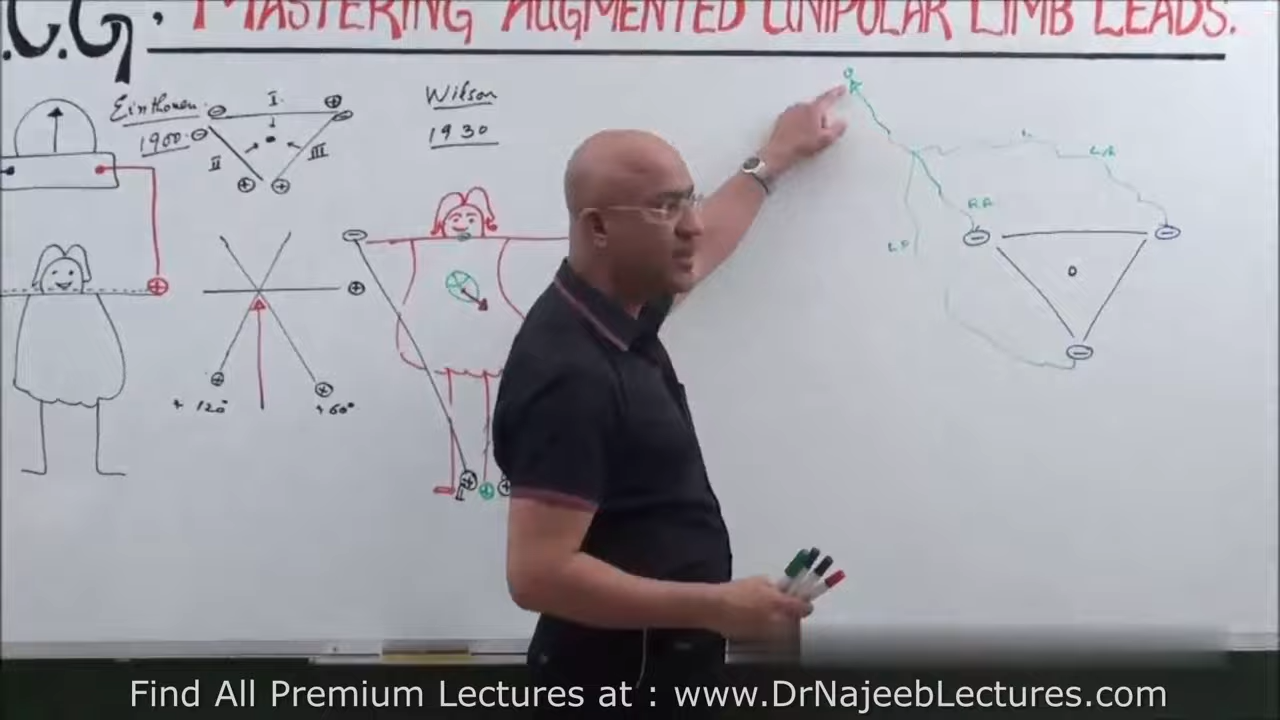 E.C.G. MASTERING AUGMENTED UNIPOLAR LIMB LEADS.
Einthoven
1900
I
II
III
Wilson
1930
+ 120°
+ 60°
RA
LA
0
Find All Premium Lectures at : www.DrNajeebLectures.com